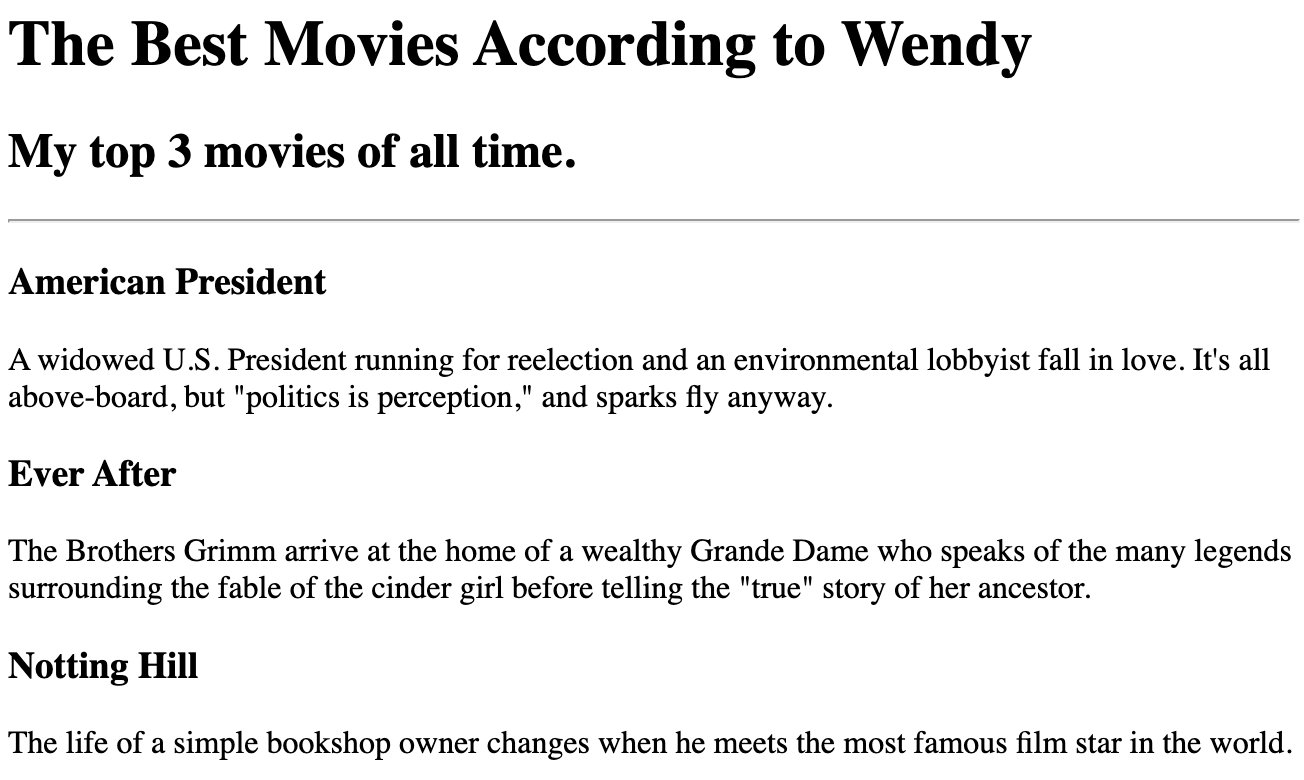 The Best Movies According to Wendy
My top 3 movies of all time.
American President
A widowed U.S. President running for reelection and an environmental lobbyist fall in love. It's all
above-board, but "politics is perception," and sparks fly anyway.
Ever After
The Brothers Grimm arrive at the home of a wealthy Grande Dame who speaks of the many legends
surrounding the fable of the cinder girl before telling the "true" story of her ancestor.
Notting Hill
The life of a simple bookshop owner changes when he meets the most famous film star in the world.